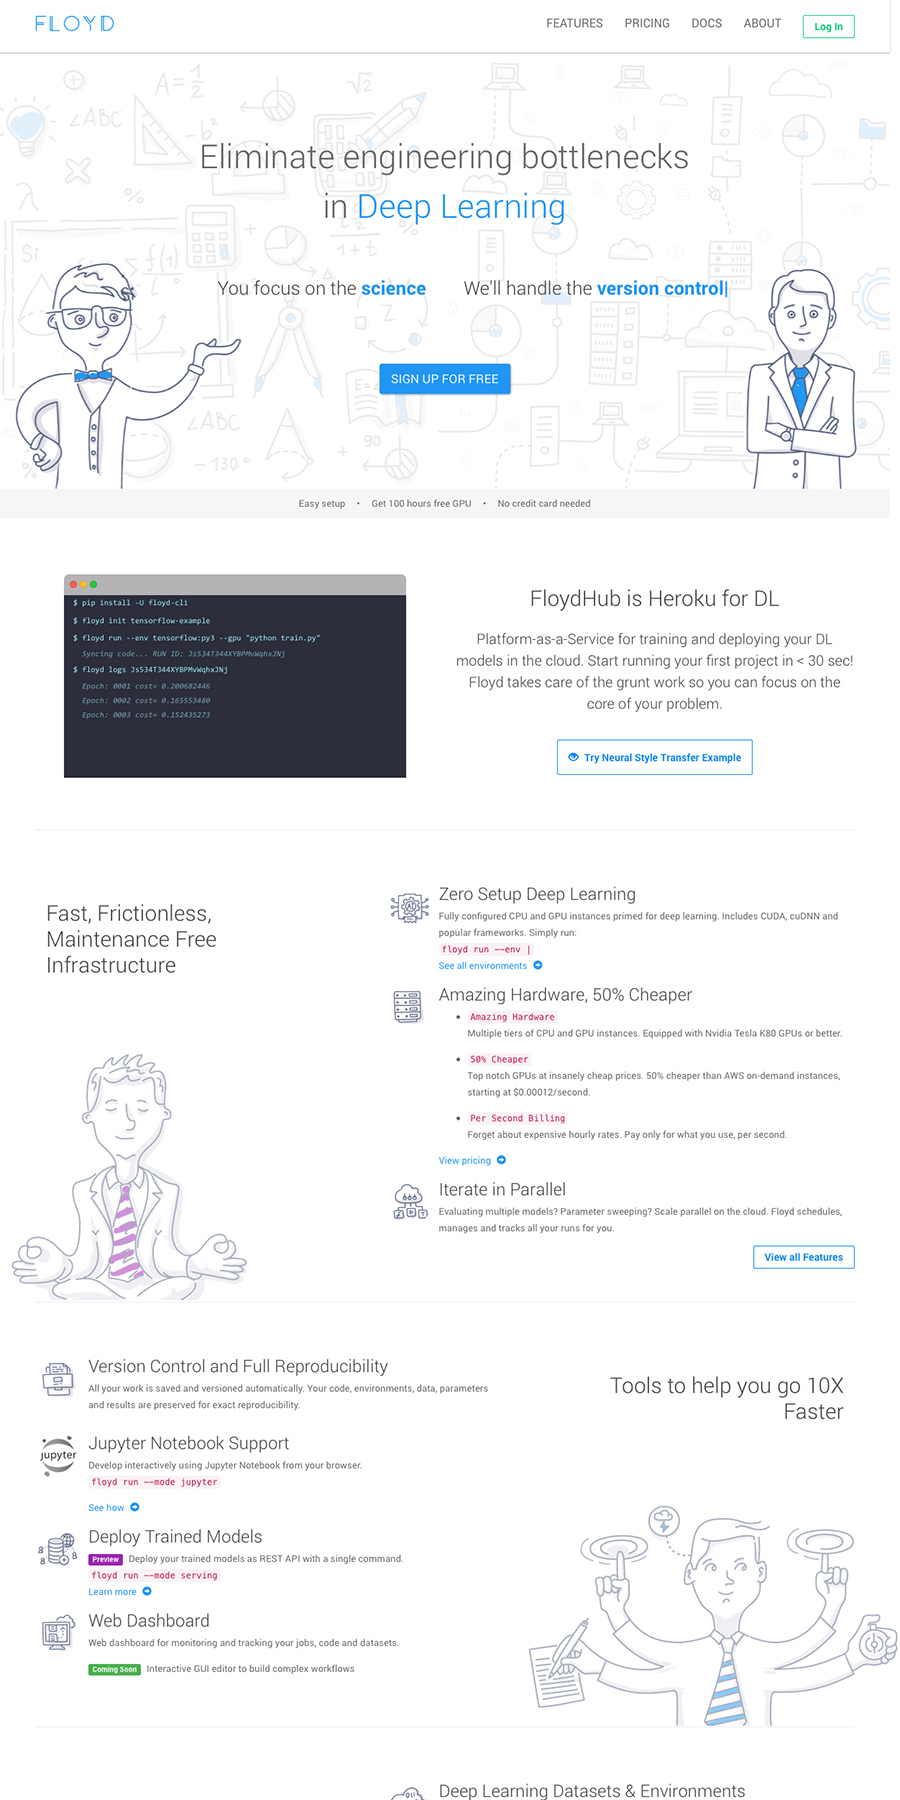 FLOYD
FEATURES PRICING DOCS ABOUT Log In
Eliminate engineering bottlenecks
in Deep Learning
You focus on the science We'll handle the version control|
SIGN UP FOR FREE
Easy setup • Get 100 hours free GPU • No credit card needed
$ pip install -U floyd-cli
$ floyd init tensorflow-example
$ floyd run --env tensorflow:py3 --gpu "python train.py"
Syncing code... RUN ID: Js534T344XYBPMvWqhxJNj
$ floyd logs Js534T344XYBPMvWqhxJNj
Epoch: 0001 cost= 0.200682446
Epoch: 0002 cost= 0.165553480
Epoch: 0003 cost= 0.152435273
FloydHub is Heroku for DL
Platform-as-a-Service for training and deploying your DL
models in the cloud. Start running your first project in < 30 sec!
Floyd takes care of the grunt work so you can focus on the
core of your problem.
Try Neural Style Transfer Example
Fast, Frictionless,
Maintenance Free
Infrastructure
Zero Setup Deep Learning
Fully configured CPU and GPU instances primed for deep learning. Includes CUDA, cuDNN and
popular frameworks. Simply run:
floyd run --env |
See all environments
Amazing Hardware, 50% Cheaper
• Amazing Hardware
Multiple tiers of CPU and GPU instances. Equipped with Nvidia Tesla K80 GPUs or better.
• 50% Cheaper
Top notch GPUs at insanely cheap prices. 50% cheaper than AWS on-demand instances,
starting at $0.00012/second.
• Per Second Billing
Forget about expensive hourly rates. Pay only for what you use, per second.
View pricing
Iterate in Parallel
Evaluating multiple models? Parameter sweeping? Scale parallel on the cloud. Floyd schedules,
manages and tracks all your runs for you.
View all Features
Version Control and Full Reproducibility
All your work is saved and versioned automatically. Your code, environments, data, parameters
and results are preserved for exact reproducibility.
Tools to help you go 10X
Faster
jupyter
Jupyter Notebook Support
Develop interactively using Jupyter Notebook from your browser.
floyd run --mode jupyter
See how
Deploy Trained Models
Preview Deploy your trained models as REST API with a single command.
floyd run --mode serving
Learn more
Web Dashboard
Web dashboard for monitoring and tracking your jobs, code and datasets.
Coming Soon Interactive GUI editor to build complex workflows
Deep Learning Datasets & Environments